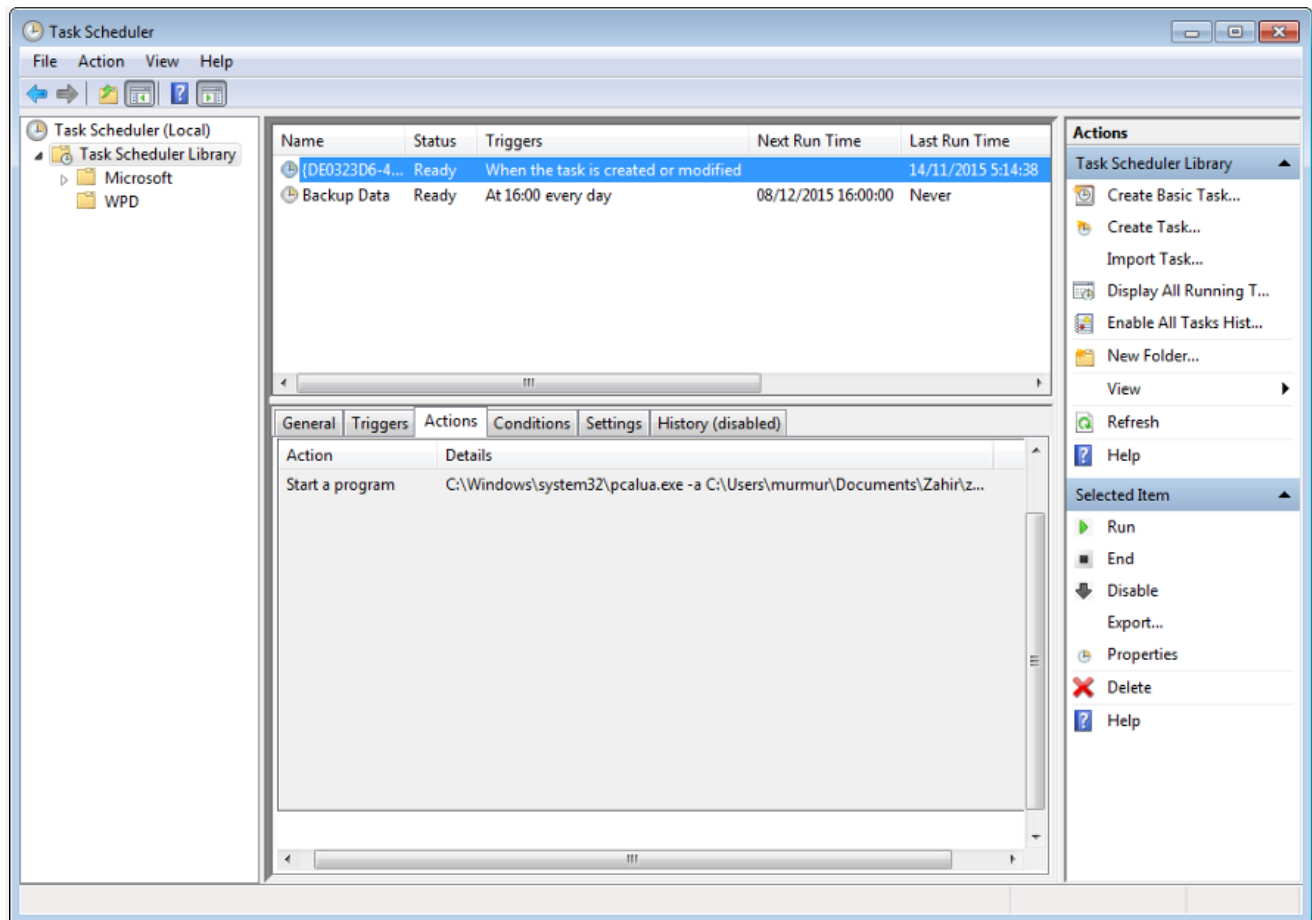 Task Scheduler
File Action View Help
Task Scheduler (Local)
Task Scheduler Library
Microsoft
WPD
Name Status Triggers Next Run Time Last Run Time
{DE0323D6-4... Ready When the task is created or modified 14/11/2015 5:14:38
Backup Data Ready At 16:00 every day 08/12/2015 16:00:00 Never
General Triggers Actions Conditions Settings History (disabled)
Action Details
Start a program C:\Windows\system32\pcalua.exe -a C:\Users\murmur\Documents\Zahir\z...
Actions
Task Scheduler Library
Create Basic Task...
Create Task...
Import Task...
Display All Running T...
Enable All Tasks Hist...
New Folder...
View
Refresh
Help
Selected Item
Run
End
Disable
Export...
Properties
Delete
Help